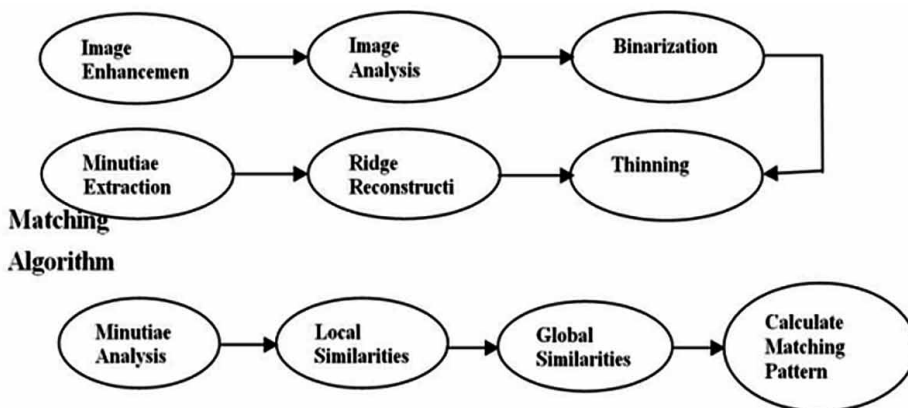 Image
Enhancemen
Image
Analysis
Binarization
Minutiae
Extraction
Ridge
Reconstructi
Thinning
Matching
Algorithm
Minutiae
Analysis
Local
Similarities
Global
Similarities
Calculate
Matching
Pattern